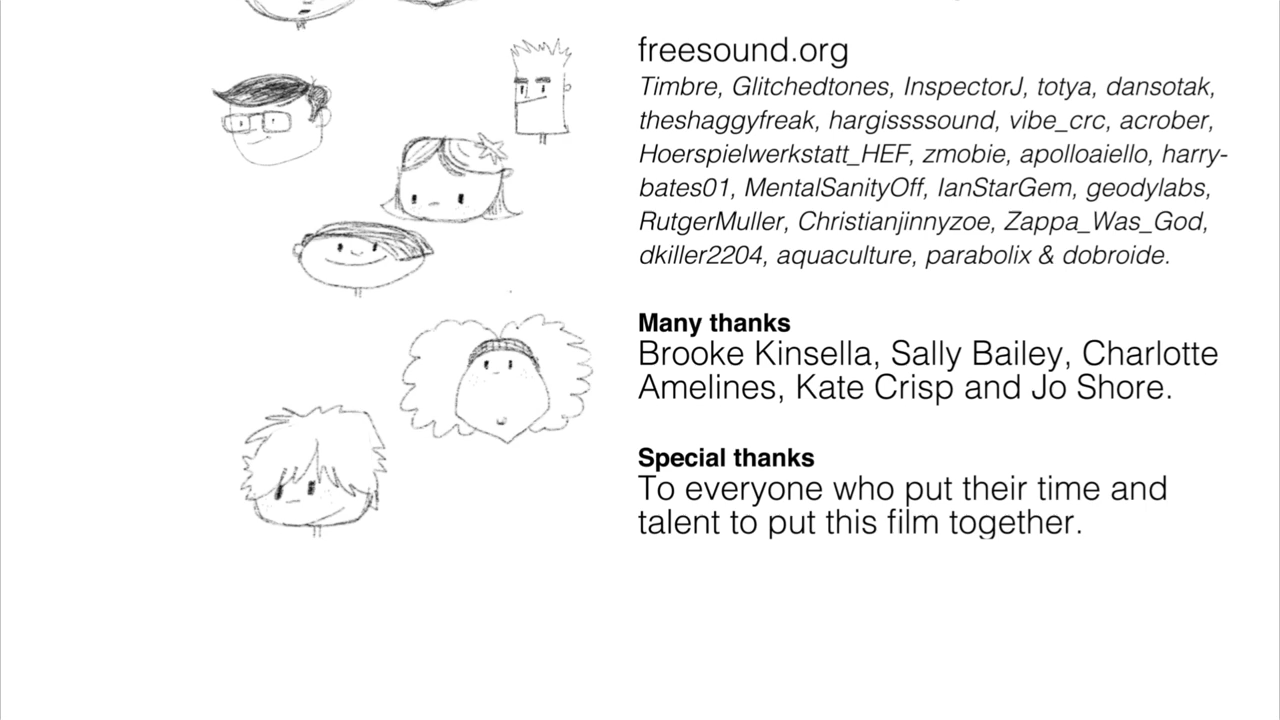 freesound.org
Timbre, Glitchedtones, InspectorJ, totya, dansotak,
theshaggyfreak, hargissssound, vibe_crc, acrober,
Hoerspielwerkstatt_HEF, zmobie, apolloaiello, harry-
bates01, MentalSanityOff, IanStarGem, geodylabs,
RutgerMuller, Christianjinnyzoe, Zappa_Was_God,
dkiller2204, aquaculture, parabolix & dobroide.
Many thanks
Brooke Kinsella, Sally Bailey, Charlotte
Amelines, Kate Crisp and Jo Shore.
Special thanks
To everyone who put their time and
talent to put this film together.